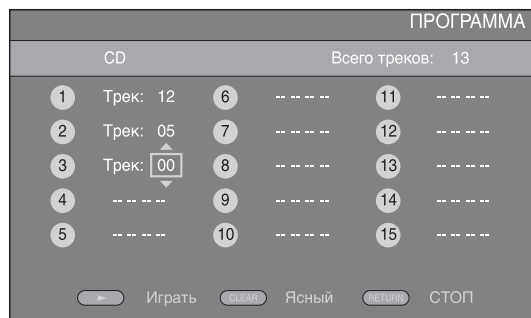 ПРОГРАММА
CD Всего треков: 13
1 Трек: 12 6 -- -- -- -- 11 -- -- -- --
2 Трек: 05 7 -- -- -- -- 12 -- -- -- --
3 Трек: 00 8 -- -- -- -- 13 -- -- -- --
4 -- -- -- -- 9 -- -- -- -- 14 -- -- -- --
5 -- -- -- -- 10 -- -- -- -- 15 -- -- -- --
Играть CLEAR Ясный RETURN СТОП